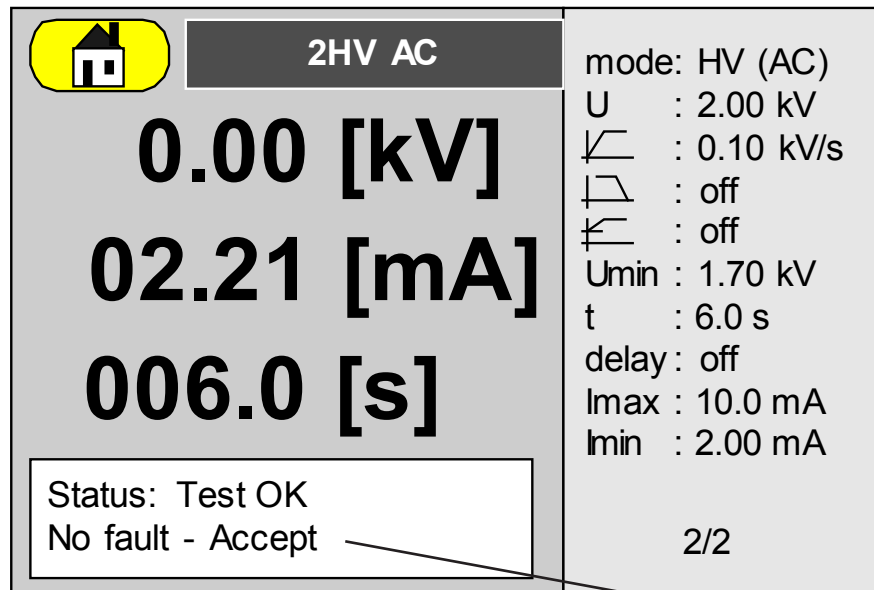 2HV AC
0.00 [kV]
02.21 [mA]
006.0 [s]
Status: Test OK
No fault - Accept
mode: HV (AC)
U : 2.00 kV
: 0.10 kV/s
: off
: off
Umin : 1.70 kV
t : 6.0 s
delay : off
Imax : 10.0 mA
Imin : 2.00 mA
2/2